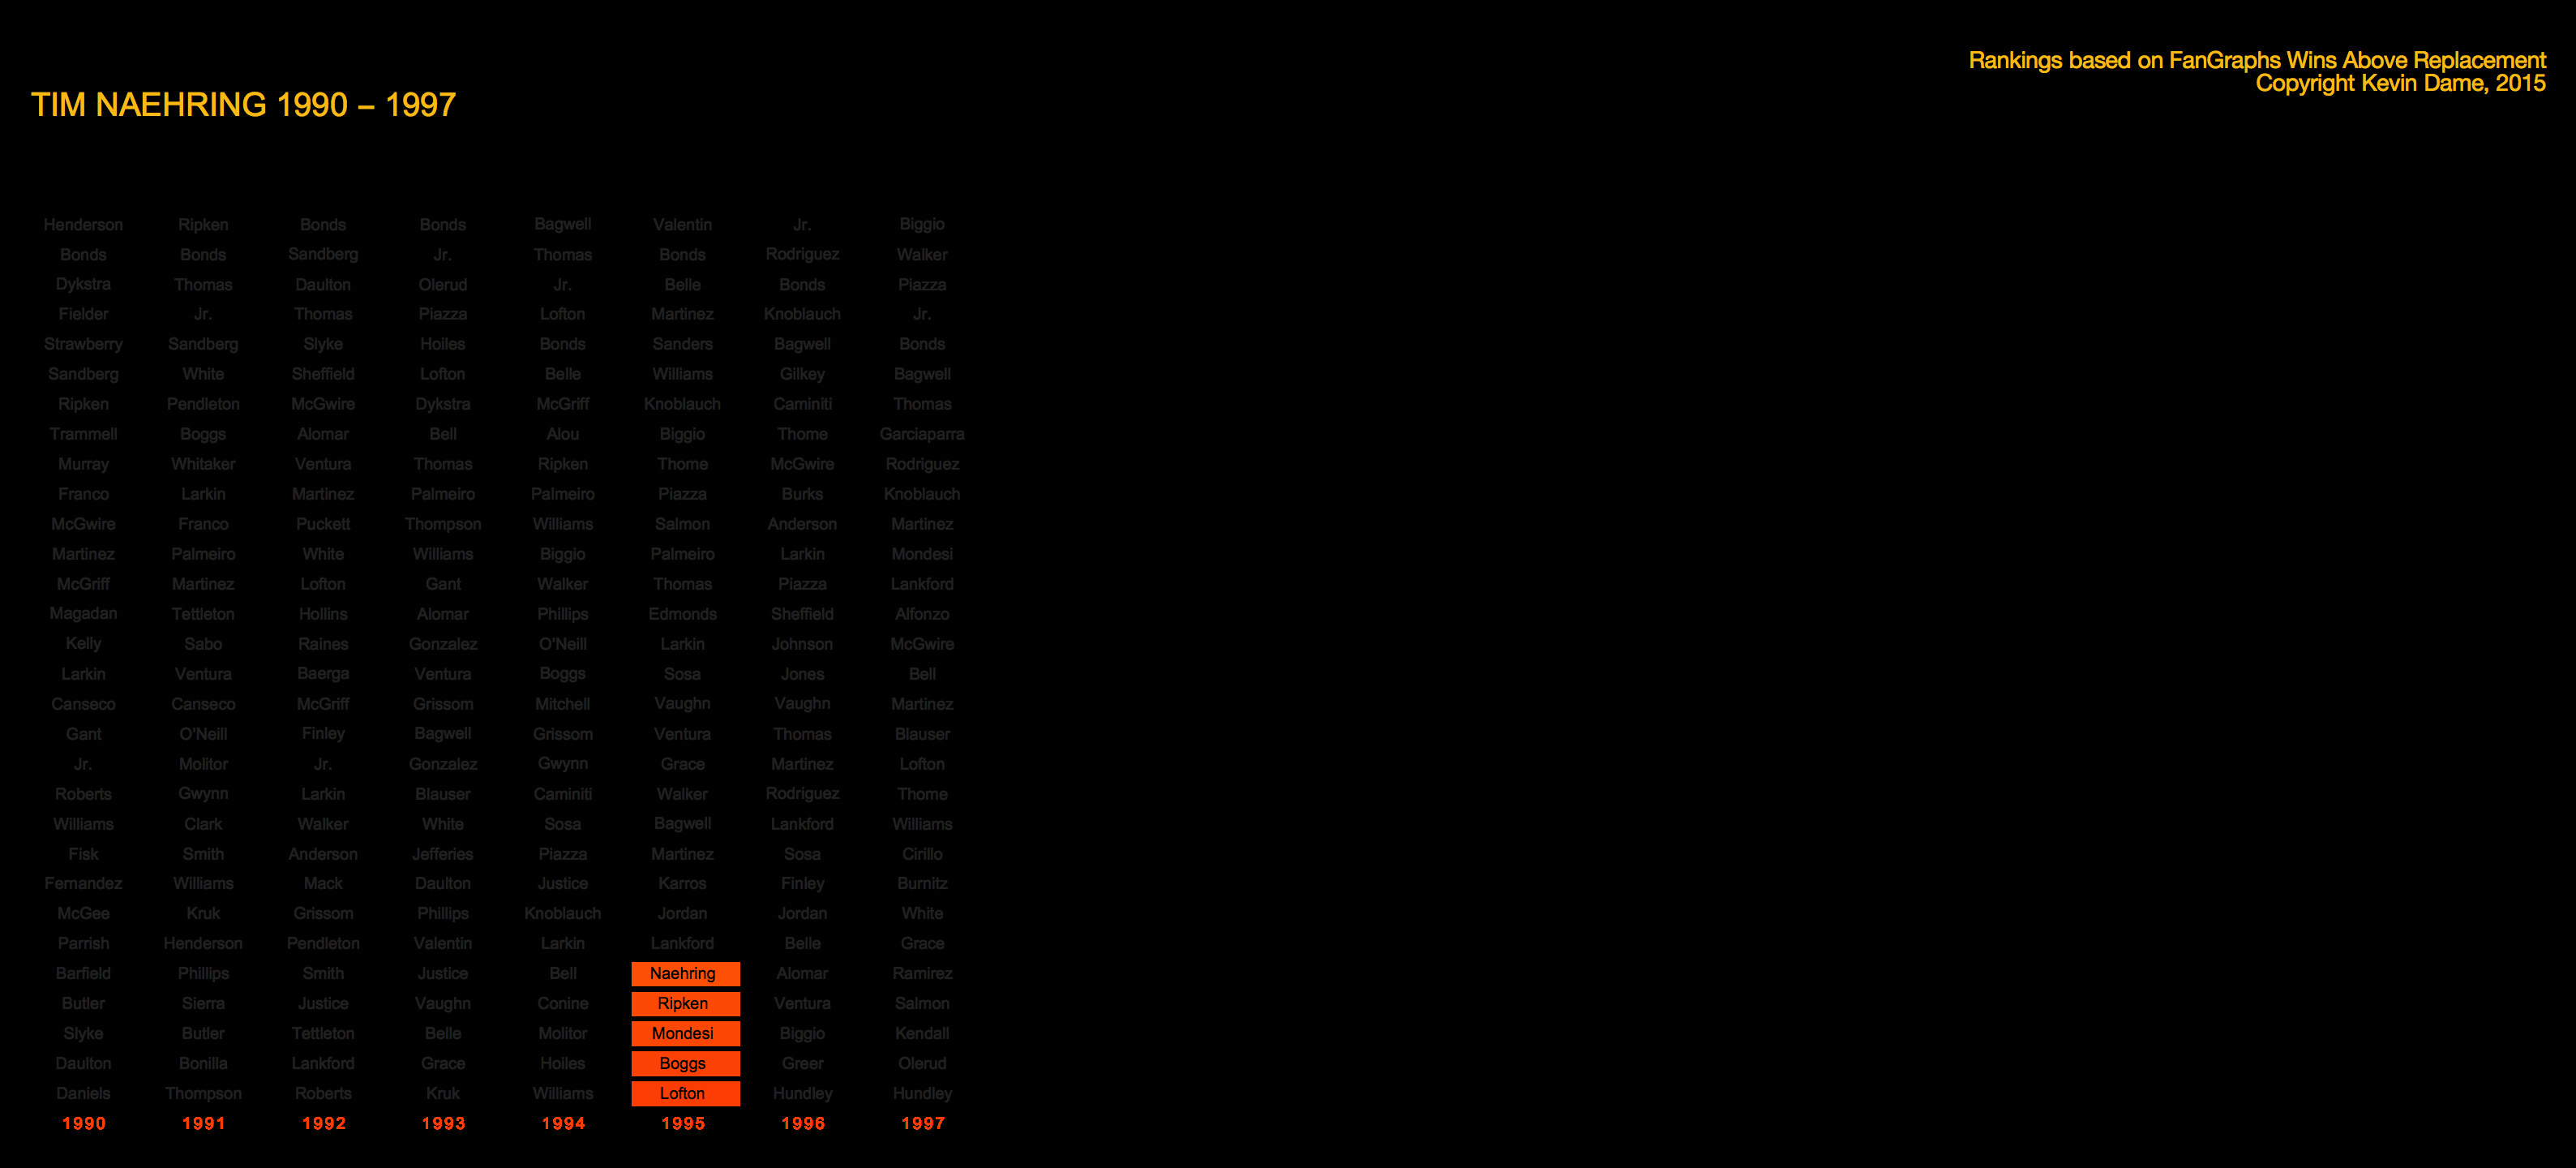 Rankings based on FanGraphs Wins Above Replacement
Copyright Kevin Dame, 2015
TIM NAEHRING 1990 – 1997
Henderson Ripken Bonds Bonds Bagwell Valentin Jr. Biggio
Bonds Bonds Sandberg Jr. Thomas Bonds Rodriguez Walker
Dykstra Thomas Daulton Olerud Jr. Belle Bonds Piazza
Fielder Jr. Thomas Piazza Lofton Martinez Knoblauch Jr.
Strawberry Sandberg Slyke Hoiles Bonds Sanders Bagwell Bonds
Sandberg White Sheffield Lofton Belle Williams Gilkey Bagwell
Ripken Pendleton McGwire Dykstra McGriff Knoblauch Caminiti Thomas
Trammell Boggs Alomar Bell Alou Biggio Thome Garciaparra
Murray Whitaker Ventura Thomas Ripken Thome McGwire Rodriguez
Franco Larkin Martinez Palmeiro Palmeiro Piazza Burks Knoblauch
McGwire Franco Puckett Thompson Williams Salmon Anderson Martinez
Martinez Palmeiro White Williams Biggio Palmeiro Larkin Mondesi
McGriff Martinez Lofton Gant Walker Thomas Piazza Lankford
Magadan Tettleton Hollins Alomar Phillips Edmonds Sheffield Alfonzo
Kelly Sabo Raines Gonzalez O'Neill Larkin Johnson McGwire
Larkin Ventura Baerga Ventura Boggs Sosa Jones Bell
Canseco Canseco McGriff Grissom Mitchell Vaughn Vaughn Martinez
Gant O'Neill Finley Bagwell Grissom Ventura Thomas Blauser
Jr. Molitor Jr. Gonzalez Gwynn Grace Martinez Lofton
Roberts Gwynn Larkin Blauser Caminiti Walker Rodriguez Thome
Williams Clark Walker White Sosa Bagwell Lankford Williams
Fisk Smith Anderson Jefferies Piazza Martinez Sosa Cirillo
Fernandez Williams Mack Daulton Justice Karros Finley Burnitz
McGee Kruk Grissom Phillips Knoblauch Jordan Jordan White
Parrish Henderson Pendleton Valentin Larkin Lankford Belle Grace
Barfield Phillips Smith Justice Bell Naehring Alomar Ramirez
Butler Sierra Justice Vaughn Conine Ripken Ventura Salmon
Slyke Butler Tettleton Belle Molitor Mondesi Biggio Kendall
Daulton Bonilla Lankford Grace Hoiles Boggs Greer Olerud
Daniels Thompson Roberts Kruk Williams Lofton Hundley Hundley
1990 1991 1992 1993 1994 1995 1996 1997